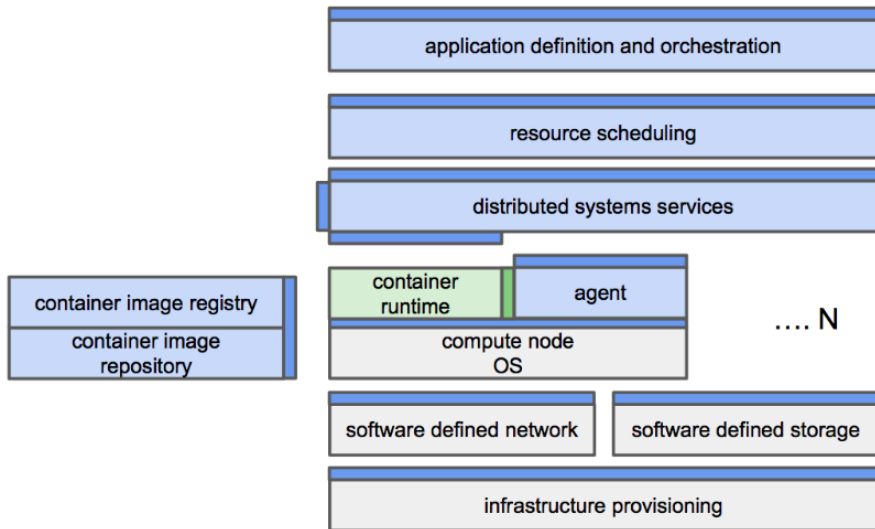 application definition and orchestration
resource scheduling
distributed systems services
container image registry
container image
repository
container
runtime
agent
.... N
compute node
OS
software defined network
software defined storage
infrastructure provisioning